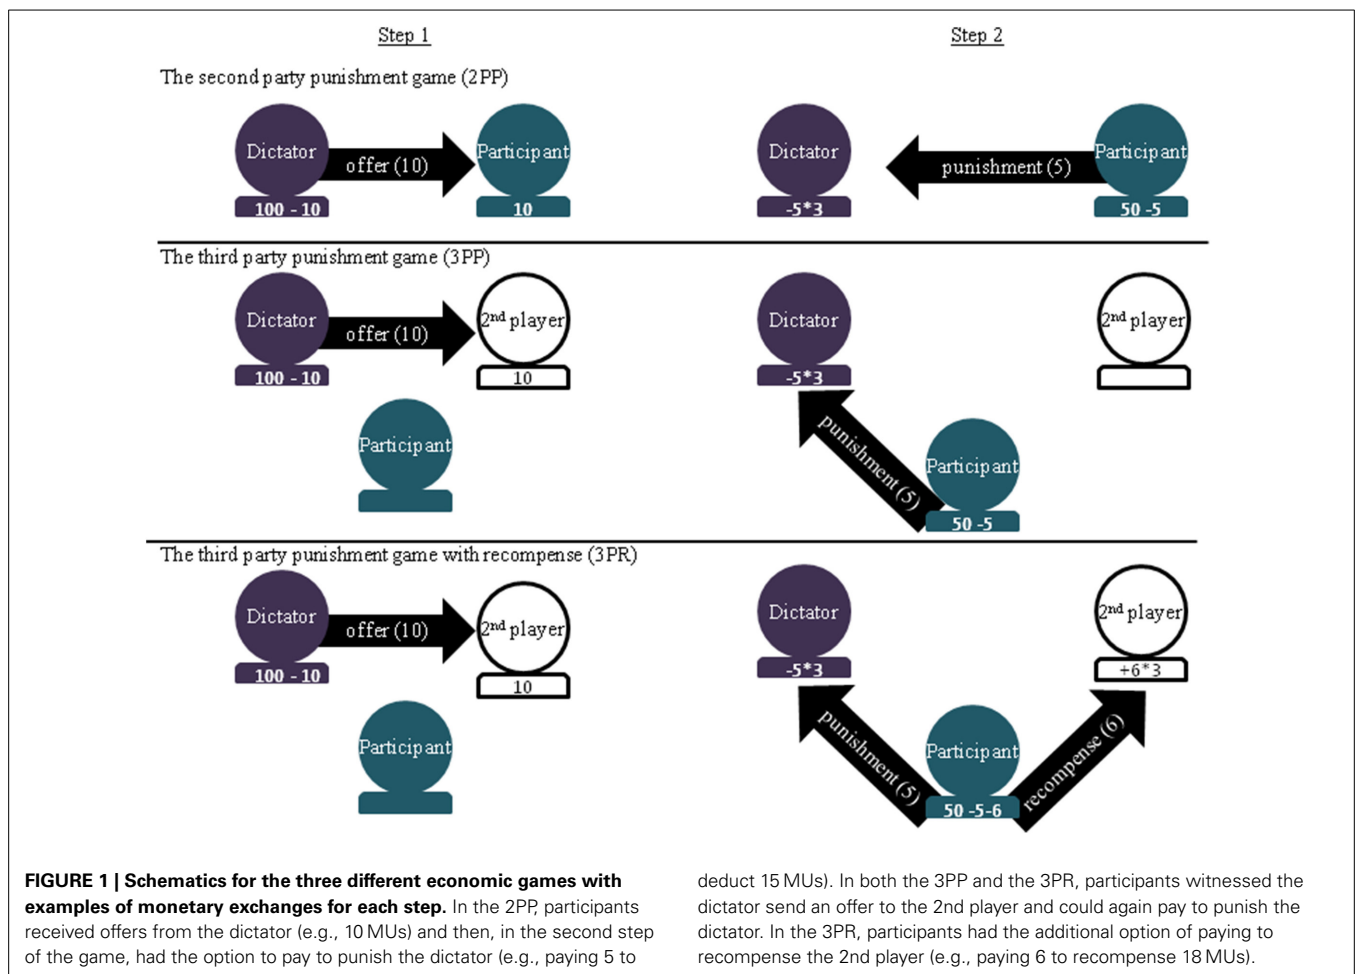 Step 1
Step 2
The second party punishment game (2PP)
Dictator
offer (10)
Participant
100 - 10
10
Dictator
punishment (5)
Participant
-5*3
50 -5
The third party punishment game (3PP)
Dictator
offer (10)
2nd player
100 - 10
10
Participant
Dictator
2nd player
-5*3
punishment (5)
Participant
50 -5
The third party punishment game with recompense (3PR)
Dictator
offer (10)
2nd player
100 - 10
10
Participant
Dictator
2nd player
-5*3
+6*3
punishment (5)
Participant
recompense (6)
50 -5-6
FIGURE 1 | Schematics for the three different economic games with
examples of monetary exchanges for each step. In the 2PP, participants
received offers from the dictator (e.g., 10 MUs) and then, in the second step
of the game, had the option to pay to punish the dictator (e.g., paying 5 to
deduct 15 MUs). In both the 3PP and the 3PR, participants witnessed the
dictator send an offer to the 2nd player and could again pay to punish the
dictator. In the 3PR, participants had the additional option of paying to
recompense the 2nd player (e.g., paying 6 to recompense 18 MUs).